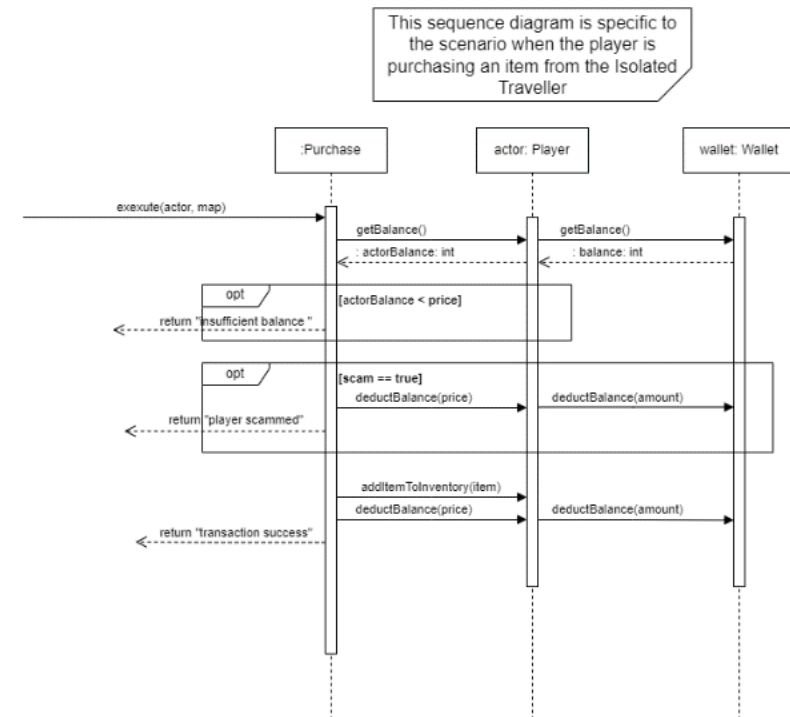 This sequence diagram is specific to
the scenario when the player is
purchasing an item from the Isolated
Traveller
:Purchase
actor: Player
wallet: Wallet
exexute(actor, map)
getBalance()
getBalance()
: actorBalance: int
: balance: int
opt
[actorBalance < price]
return "insufficient balance "
opt
[scam == true]
deductBalance(price)
deductBalance(amount)
return "player scammed"
addItemToInventory(item)
deductBalance(price)
deductBalance(amount)
return "transaction success"